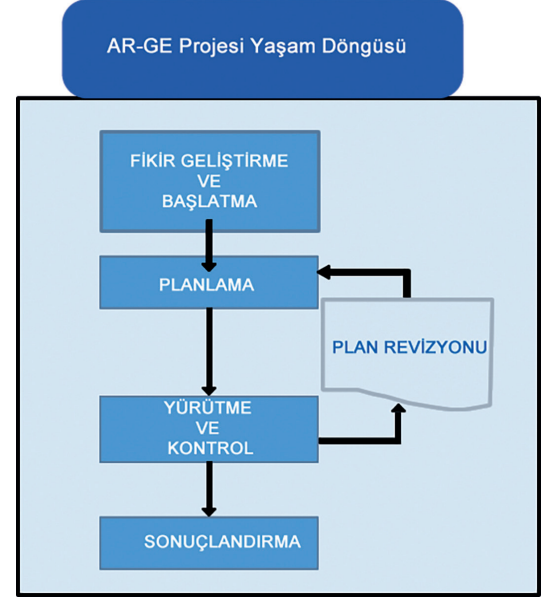 AR-GE Projesi Yaşam Döngüsü
FİKİR GELİŞTİRME
VE
BAŞLATMA
PLANLAMA
PLAN REVİZYONU
YÜRÜTME
VE
KONTROL
SONUÇLANDIRMA